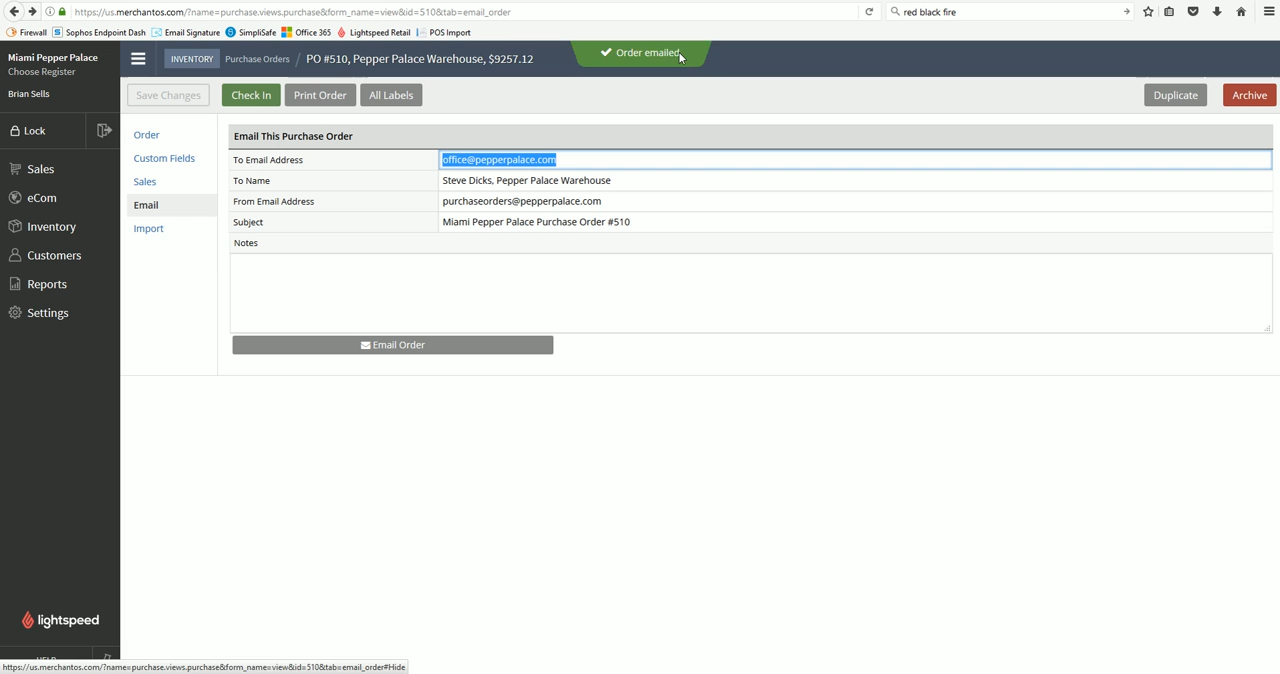 https://us.merchantos.com/?name=purchase.views.purchase&form_name=view&id=510&tab=email_order
red black fire
Firewall
Sophos Endpoint Dash
Email Signature
SimpliSafe
Office 365
Lightspeed Retail
POS Import
Miami Pepper Palace
Choose Register
Brian Sells
Lock
Sales
eCom
Inventory
Customers
Reports
Settings
lightspeed
INVENTORY Purchase Orders / PO #510, Pepper Palace Warehouse, $9257.12
Order emailed
Save Changes
Check In
Print Order
All Labels
Duplicate
Archive
Order
Custom Fields
Sales
Email
Import
Email This Purchase Order
To Email Address office@pepperpalace.com
To Name Steve Dicks, Pepper Palace Warehouse
From Email Address purchaseorders@pepperpalace.com
Subject Miami Pepper Palace Purchase Order #510
Notes
Email Order
https://us.merchantos.com/?name=purchase.views.purchase&form_name=view&id=510&tab=email_order#Hide